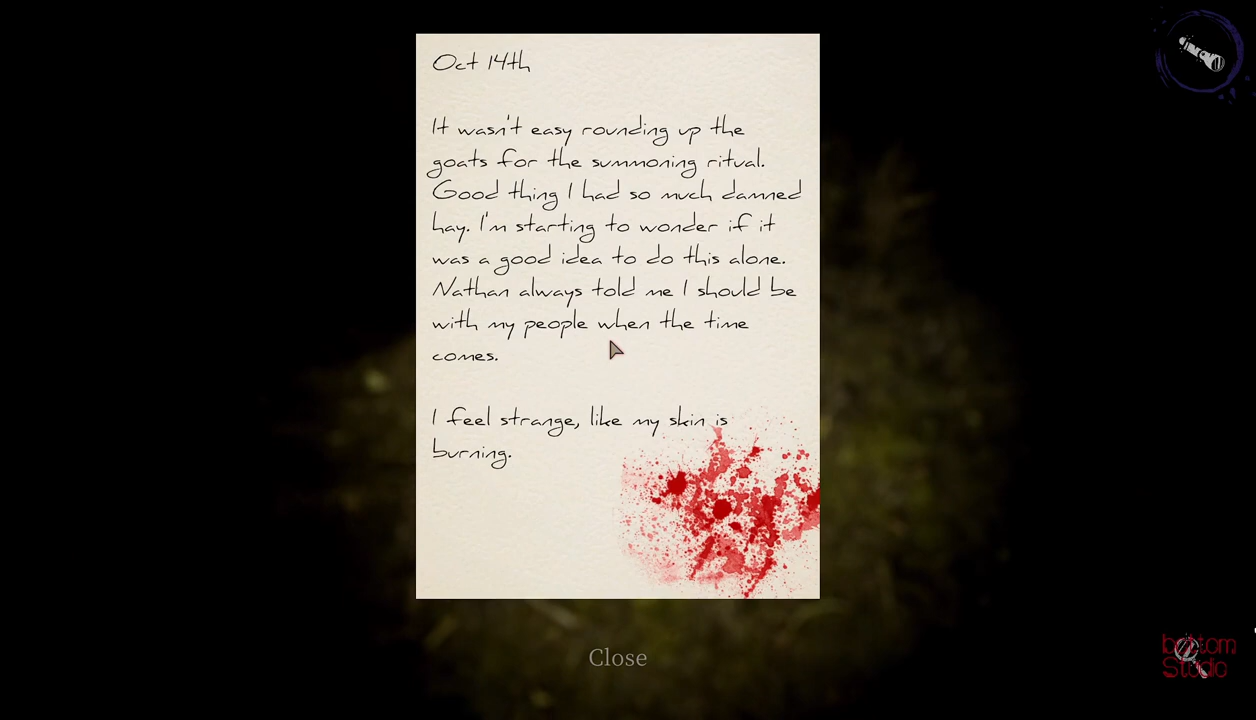 Oct 14th
It wasn't easy rounding up the
goats for the summoning ritual.
Good thing I had so much damned
hay. I'm starting to wonder if it
was a good idea to do this alone.
Nathan always told me I should be
with my people when the time
comes.
I feel strange, like my skin is
burning.
Close
bottom
Studio